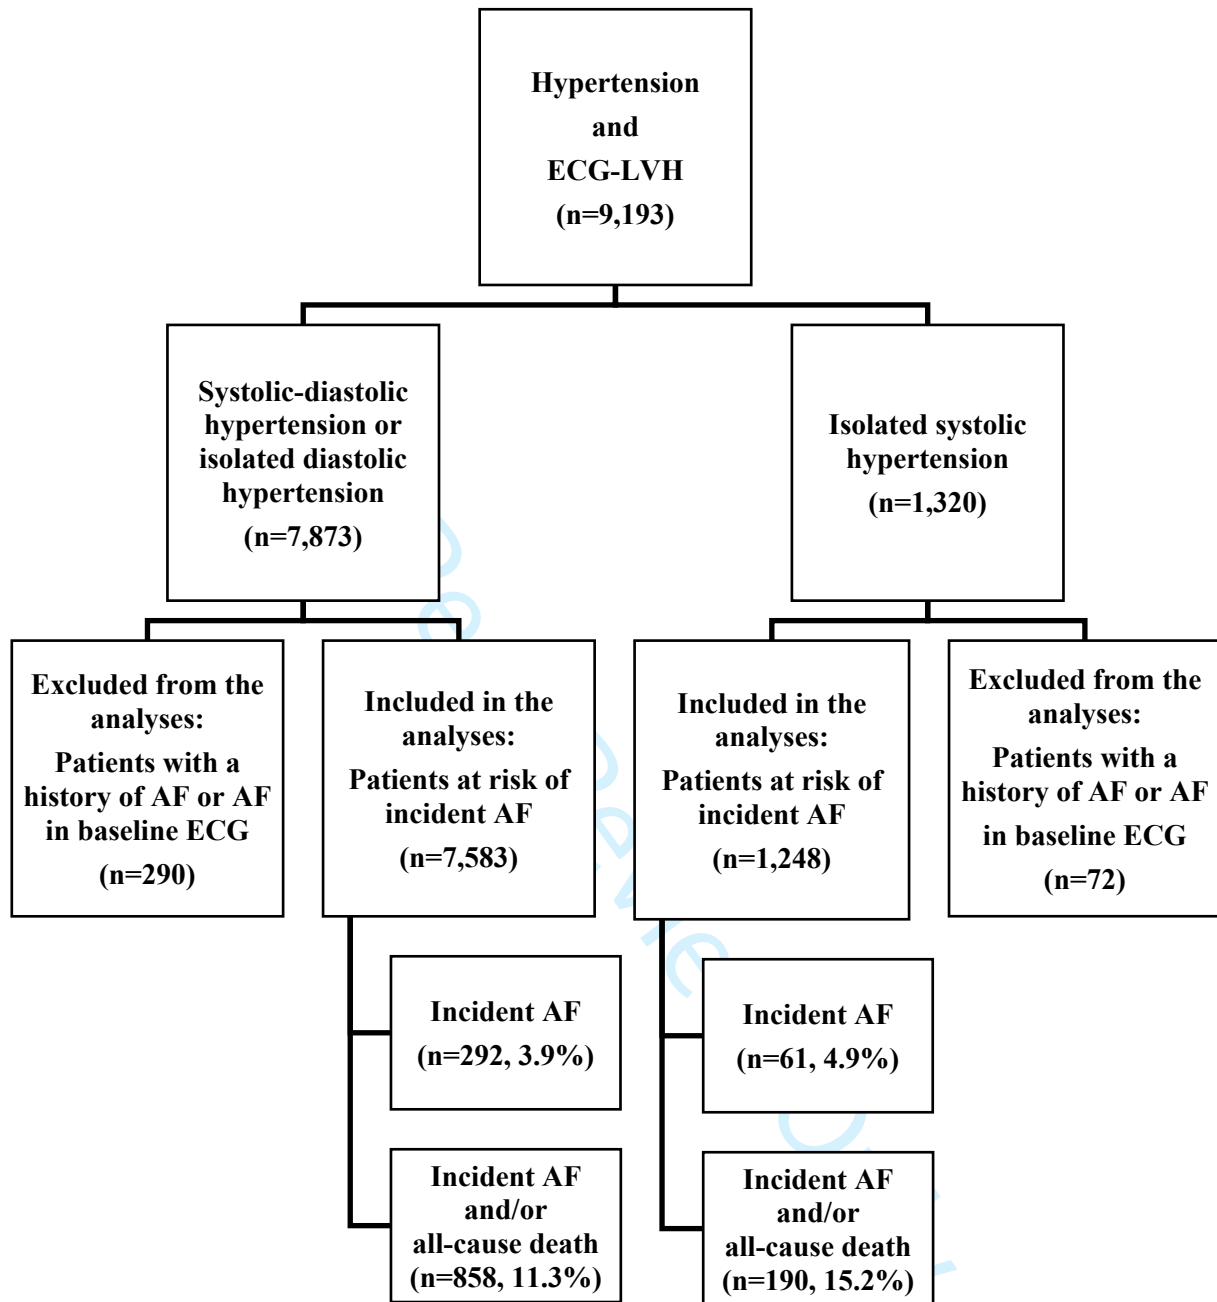 Hypertension
and
ECG-LVH
(n=9,193)
Systolic-diastolic
hypertension or
isolated diastolic
hypertension
(n=7,873)
Isolated systolic
hypertension
(n=1,320)
Excluded from the
analyses:
Patients with a
history of AF or AF
in baseline ECG
(n=290)
Included in the
analyses:
Patients at risk of
incident AF
(n=7,583)
Included in the
analyses:
Patients at risk of
incident AF
(n=1,248)
Excluded from the
analyses:
Patients with a
history of AF or AF
in baseline ECG
(n=72)
Incident AF
(n=292, 3.9%)
Incident AF
(n=61, 4.9%)
Incident AF
and/or
all-cause death
(n=858, 11.3%)
Incident AF
and/or
all-cause death
(n=190, 15.2%)